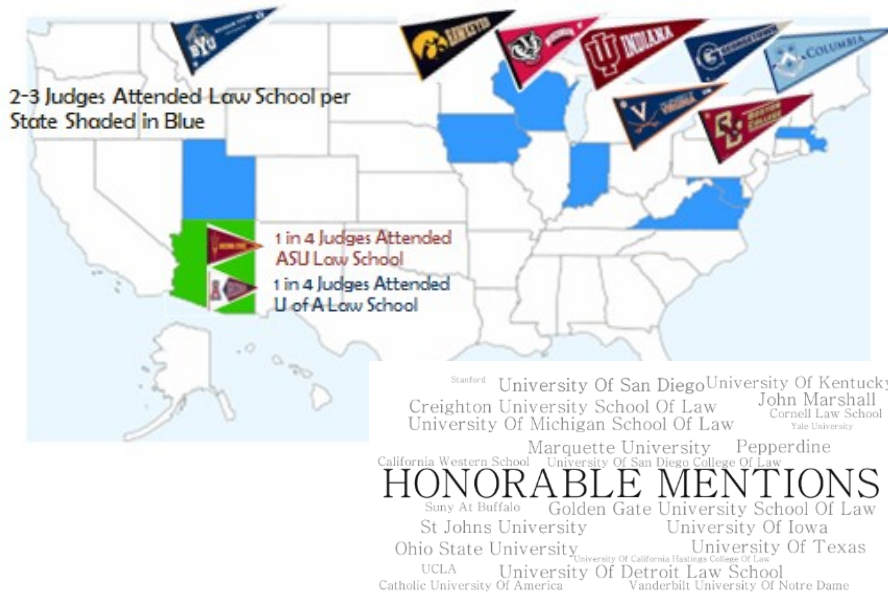 BYU
HAWKEYES
WISCONSIN
INDIANA
GEORGETOWN
COLUMBIA
VIRGINIA
BOSTON COLLEGE
2-3 Judges Attended Law School per
State Shaded in Blue
1 in 4 Judges Attended
ASU Law School
1 in 4 Judges Attended
U of A Law School
Stanford
University Of San Diego University Of Kentucky
Creighton University School Of Law John Marshall
Cornell Law School
University Of Michigan School Of Law Yale University
Marquette University Pepperdine
California Western School University Of San Diego College Of Law
HONORABLE MENTIONS
Suny At Buffalo Golden Gate University School Of Law
St Johns University University Of Iowa
Ohio State University University Of Texas
University Of California Hastings College Of Law
UCLA University Of Detroit Law School
Catholic University Of America Vanderbilt University Of Notre Dame